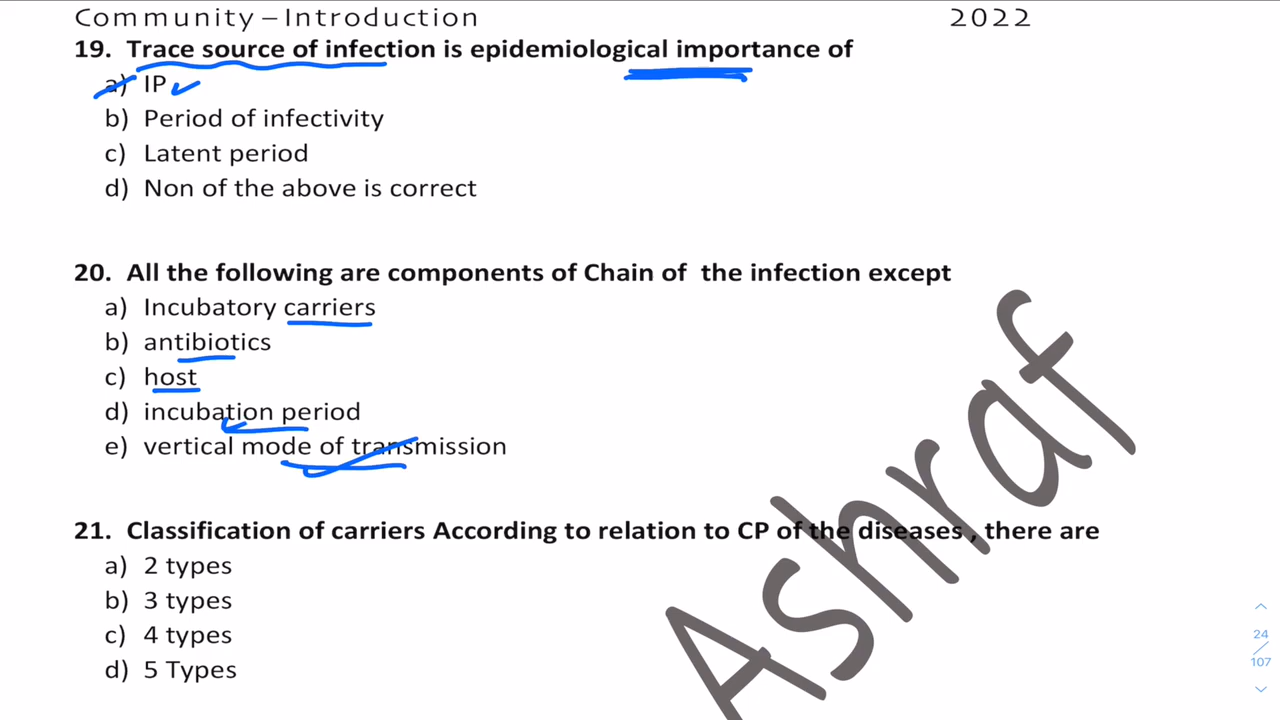 Community – Introduction 2022
19. Trace source of infection is epidemiological importance of
a) IP
b) Period of infectivity
c) Latent period
d) Non of the above is correct
20. All the following are components of Chain of the infection except
a) Incubatory carriers
b) antibiotics
c) host
d) incubation period
e) vertical mode of transmission
21. Classification of carriers According to relation to CP of the diseases , there are
a) 2 types
b) 3 types
c) 4 types
d) 5 Types
Ashraf
24
107